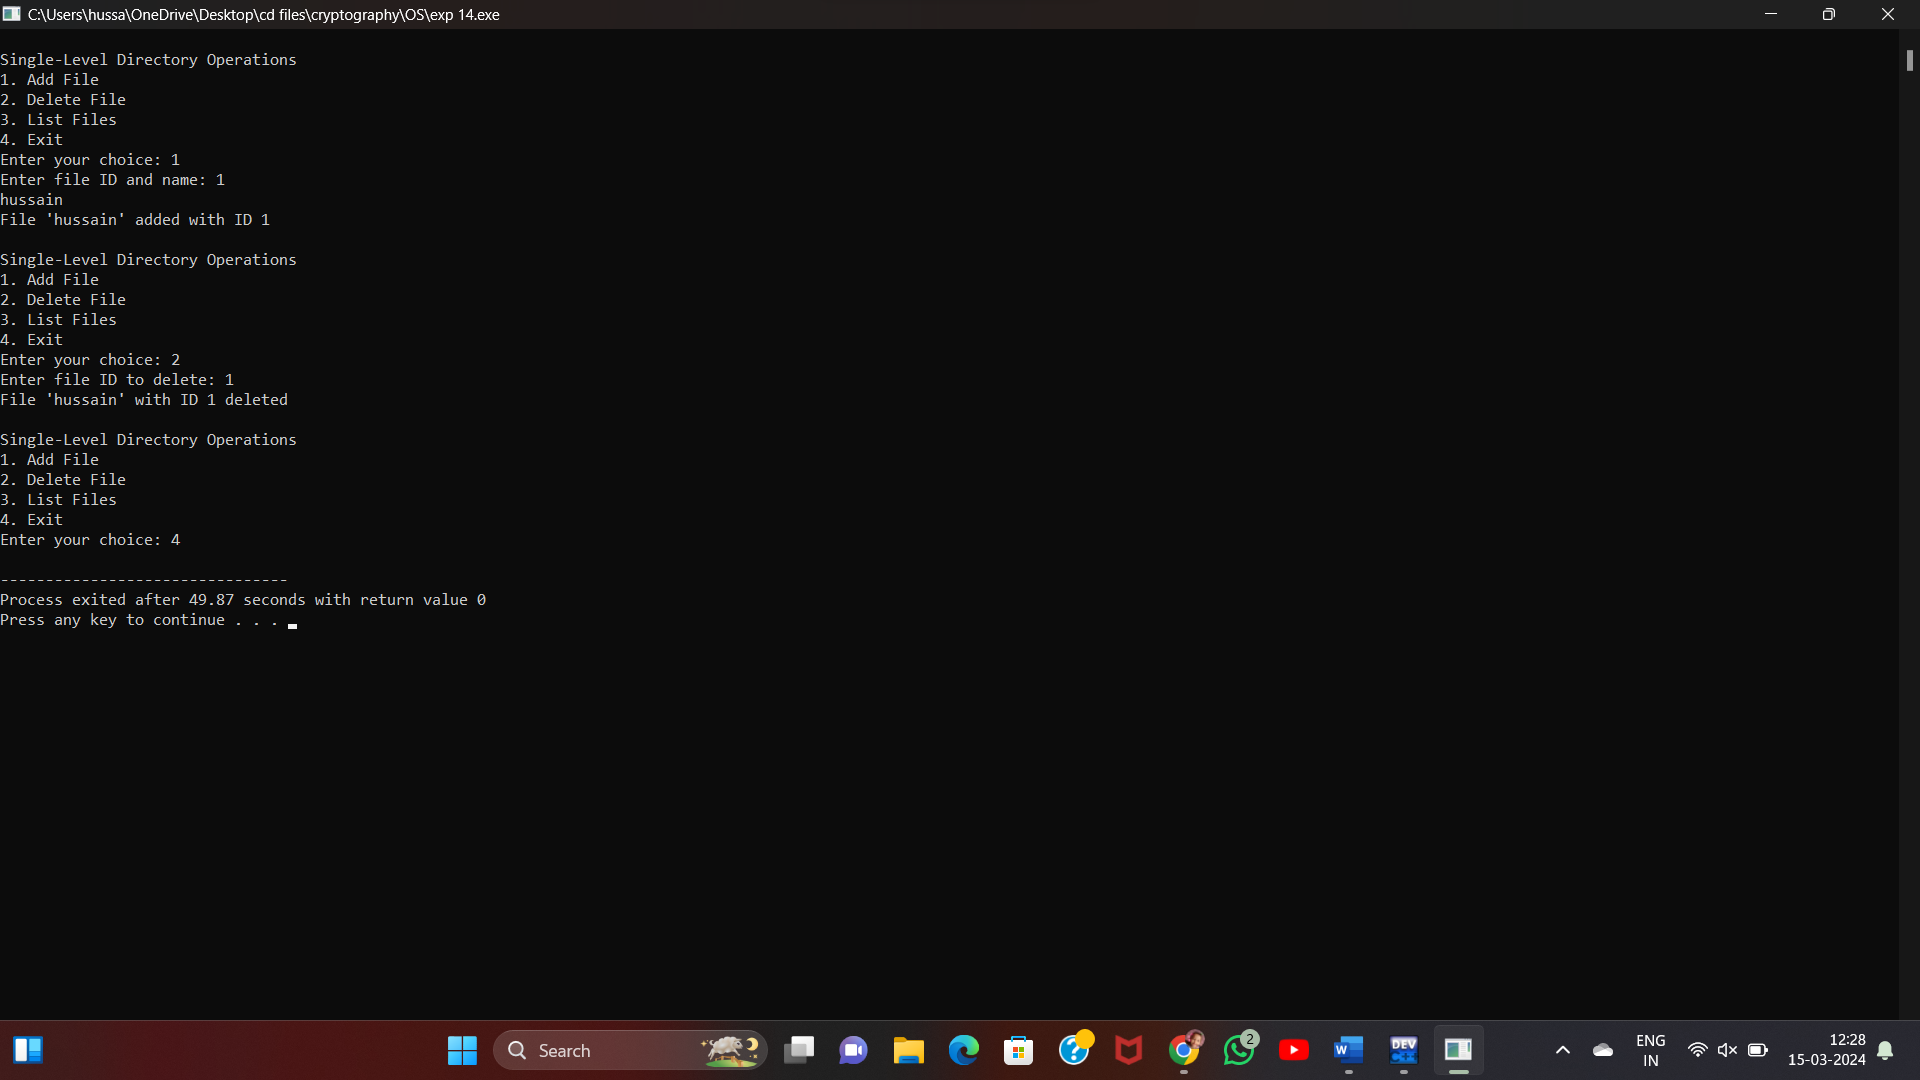 C:\Users\hussa\OneDrive\Desktop\cd files\cryptography\OS\exp 14.exe
Single-Level Directory Operations
1. Add File
2. Delete File
3. List Files
4. Exit
Enter your choice: 1
Enter file ID and name: 1
hussain
File 'hussain' added with ID 1
Single-Level Directory Operations
1. Add File
2. Delete File
3. List Files
4. Exit
Enter your choice: 2
Enter file ID to delete: 1
File 'hussain' with ID 1 deleted
Single-Level Directory Operations
1. Add File
2. Delete File
3. List Files
4. Exit
Enter your choice: 4
--------------------------------
Process exited after 49.87 seconds with return value 0
Press any key to continue . . .
Search
2
W
DEV
C++
ENG
IN
12:28
15-03-2024